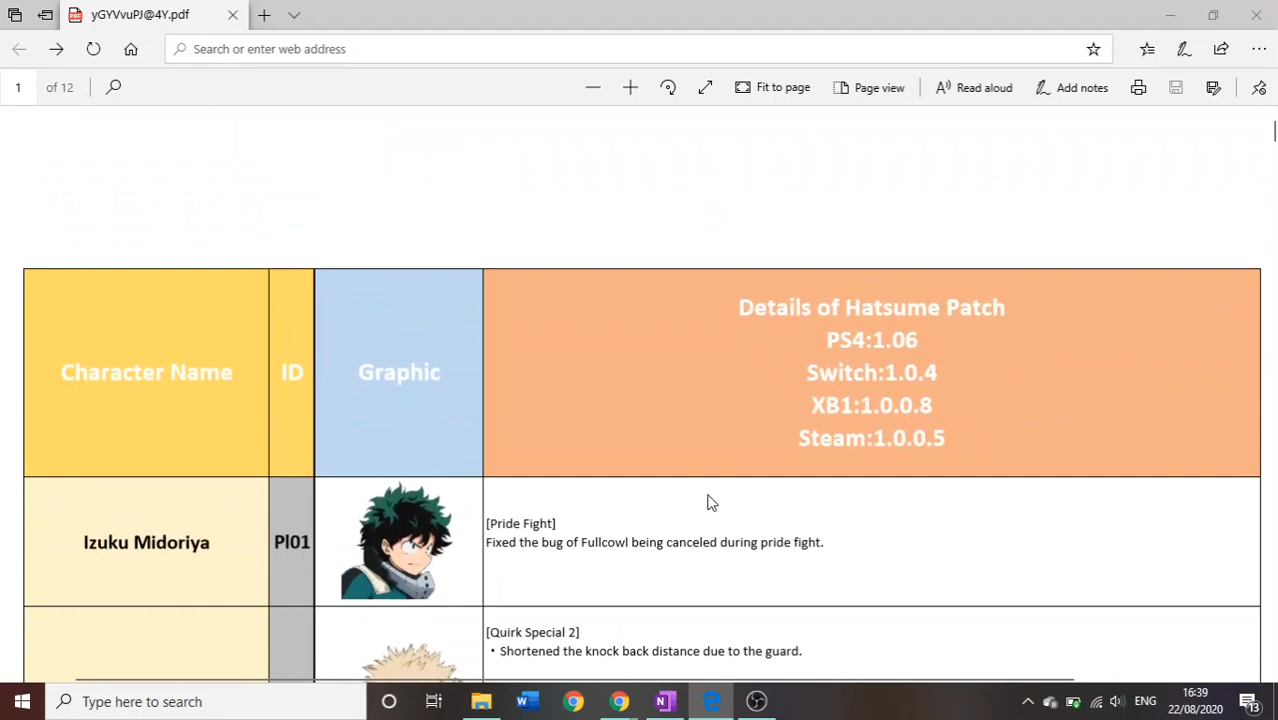 yGYVvuPJ@4Y.pdf
Search or enter web address
1 of 12
Fit to page
Page view
Read aloud
Add notes
Character Name
ID
Graphic
Details of Hatsume Patch
PS4:1.06
Switch:1.0.4
XB1:1.0.0.8
Steam:1.0.0.5
Izuku Midoriya
Pl01
[Pride Fight]
Fixed the bug of Fullcowl being canceled during pride fight.
[Quirk Special 2]
・Shortened the knock back distance due to the guard.
Type here to search
ENG
16:39
22/08/2020
13